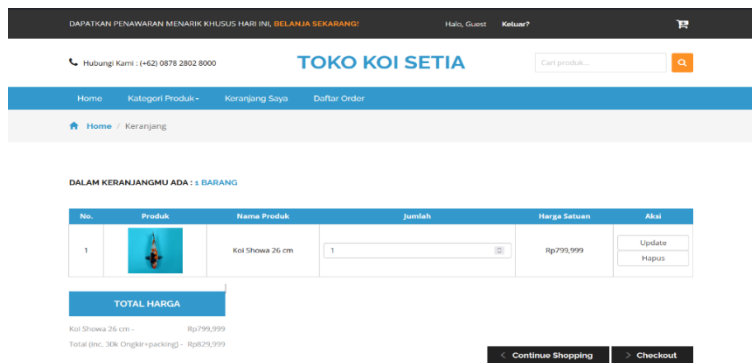 DAPATKAN PENAWARAN MENARIK KHUSUS HARI INI, BELANJA SEKARANG! Halo, Guest Keluar?
Hubungi Kami : (+62) 0878 2802 8000 TOKO KOI SETIA Cari produk...
Home Kategori Produk Keranjang Saya Daftar Order
Home / Keranjang
DALAM KERANJANGMU ADA : 1 BARANG
No. Produk Nama Produk Jumlah Harga Satuan Aksi
1 Koi Showa 26 cm 1 Rp799,999 Update
Hapus
TOTAL HARGA
Koi Showa 26 cm - Rp799,999
Total (inc. 30k Ongkir+packing) - Rp829,999
< Continue Shopping > Checkout